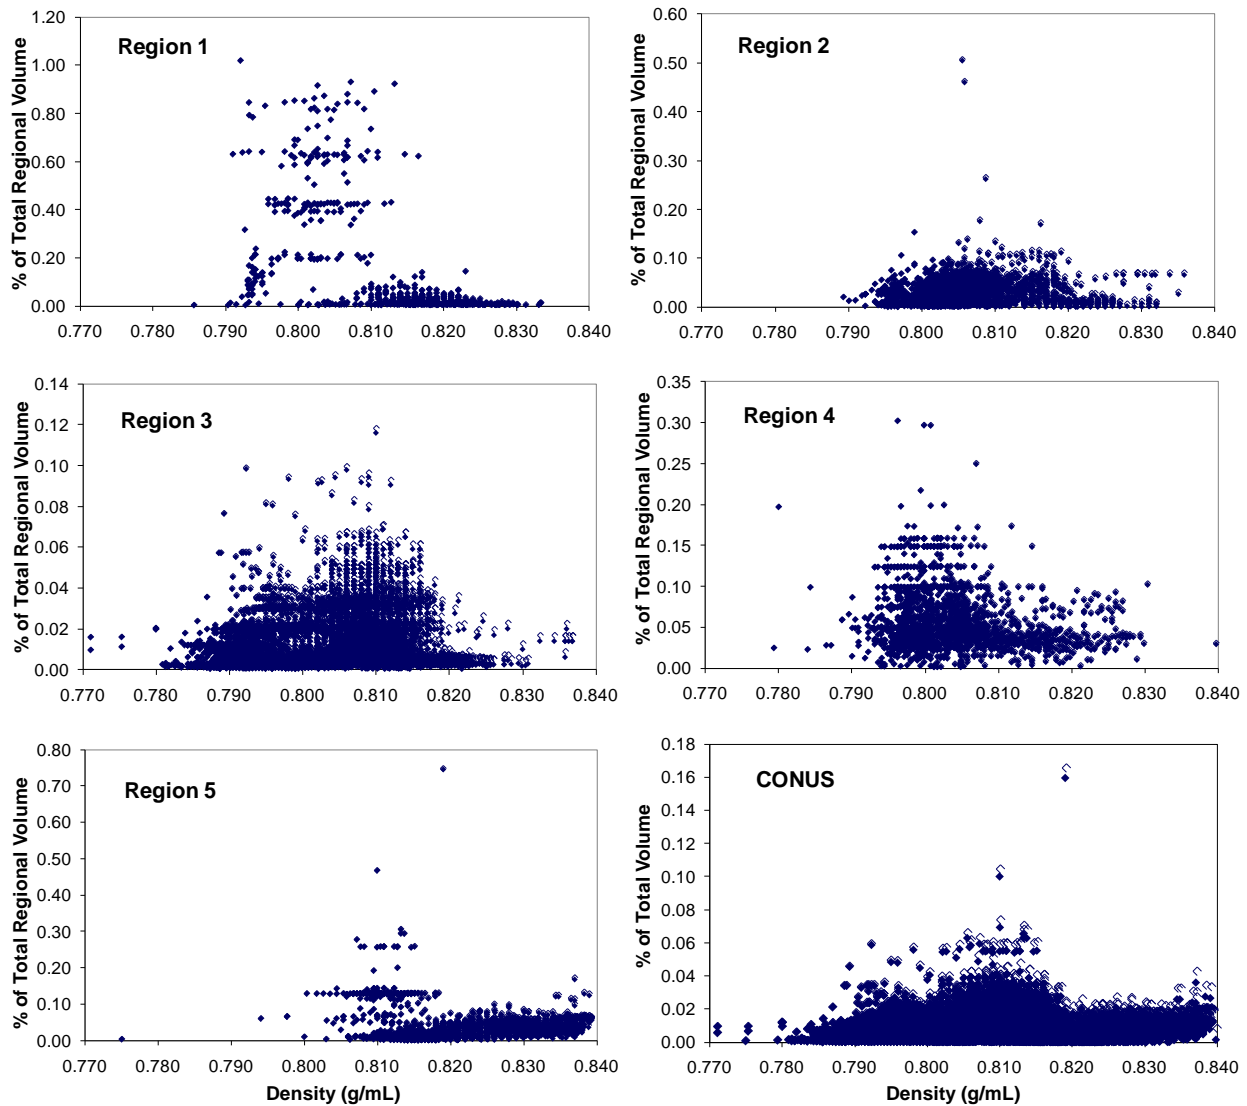 Region 1
% of Total Regional Volume
1.20
1.00
0.80
0.60
0.40
0.20
0.00
0.770 0.780 0.790 0.800 0.810 0.820 0.830 0.840
Region 2
% of Total Regional Volume
0.60
0.50
0.40
0.30
0.20
0.10
0.00
0.770 0.780 0.790 0.800 0.810 0.820 0.830 0.840
Region 3
% of Total Regional Volume
0.14
0.12
0.10
0.08
0.06
0.04
0.02
0.00
0.770 0.780 0.790 0.800 0.810 0.820 0.830 0.840
Region 4
% of Total Regional Volume
0.35
0.30
0.25
0.20
0.15
0.10
0.05
0.00
0.770 0.780 0.790 0.800 0.810 0.820 0.830 0.840
Region 5
% of Total Regional Volume
0.80
0.70
0.60
0.50
0.40
0.30
0.20
0.10
0.00
0.770 0.780 0.790 0.800 0.810 0.820 0.830 0.840
Density (g/mL)
CONUS
% of Total Volume
0.18
0.16
0.14
0.12
0.10
0.08
0.06
0.04
0.02
0.00
0.770 0.780 0.790 0.800 0.810 0.820 0.830 0.840
Density (g/mL)